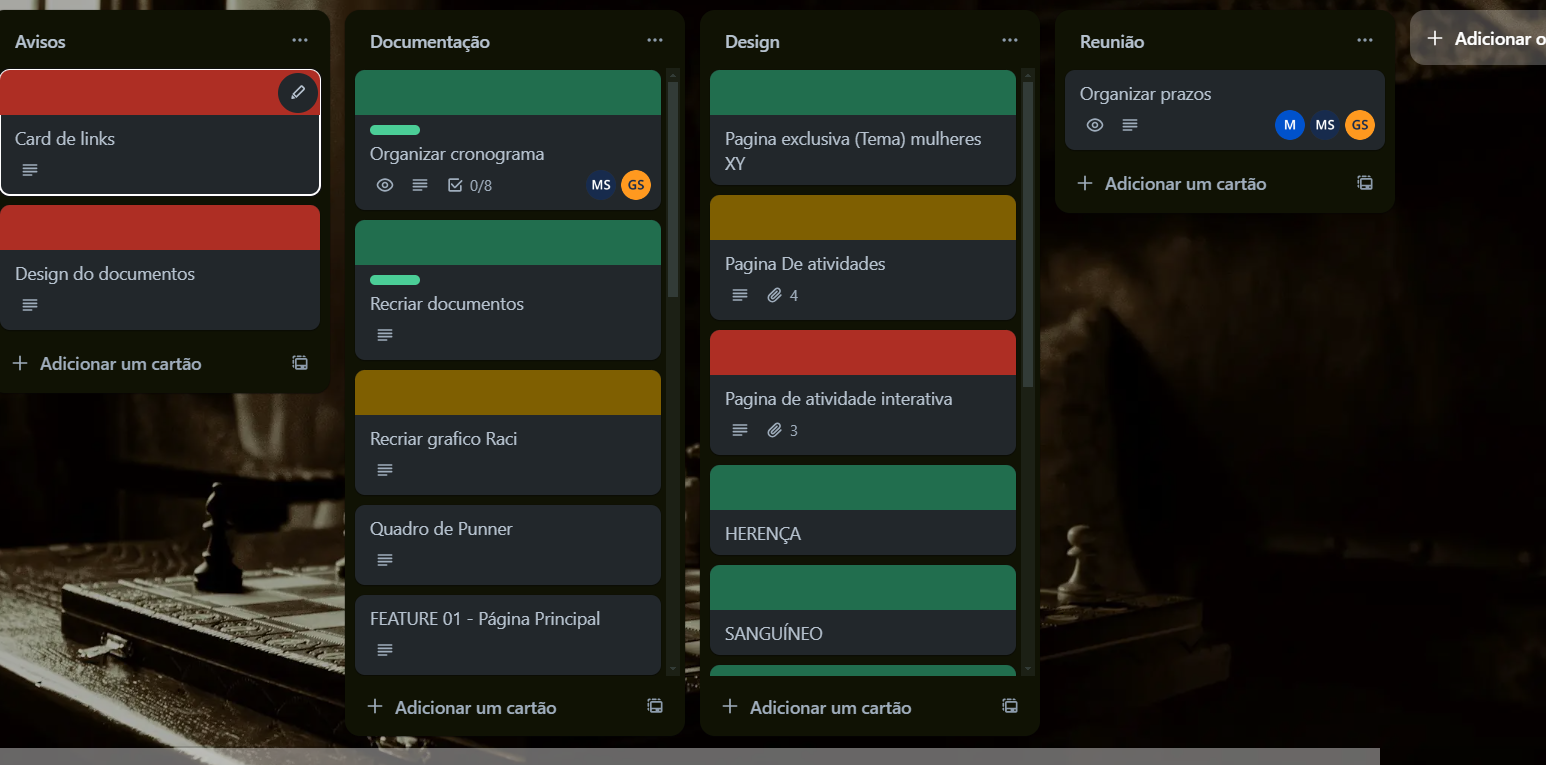 Avisos
Card de links
Design do documentos
Adicionar um cartão
Documentação
Organizar cronograma
0/8
MS
GS
Recriar documentos
Recriar grafico Raci
Quadro de Punner
FEATURE 01 - Página Principal
Adicionar um cartão
Design
Pagina exclusiva (Tema) mulheres
XY
Pagina De atividades
4
Pagina de atividade interativa
3
HERENÇA
SANGUÍNEO
Adicionar um cartão
Reunião
Organizar prazos
M
MS
GS
Adicionar um cartão
Adicionar o